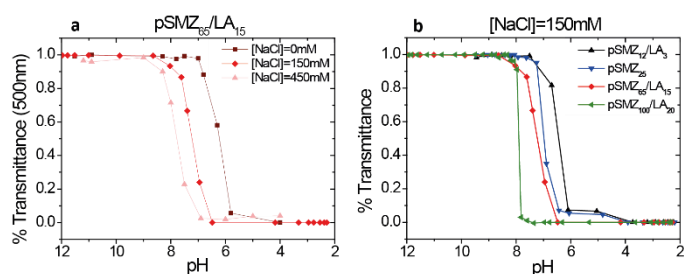 a
pSMZ65/LA15
% Transmittance (500nm)
1.0
0.8
0.6
0.4
0.2
0.0
[NaCl]=0mM
[NaCl]=150mM
[NaCl]=450mM
12 10 8 6 4 2
pH
b
[NaCl]=150mM
% Transmittance
1.0
0.8
0.6
0.4
0.2
0.0
pSMZ12/LA3
pSMZ25
pSMZ65/LA15
pSMZ100/LA20
12 10 8 6 4 2
pH